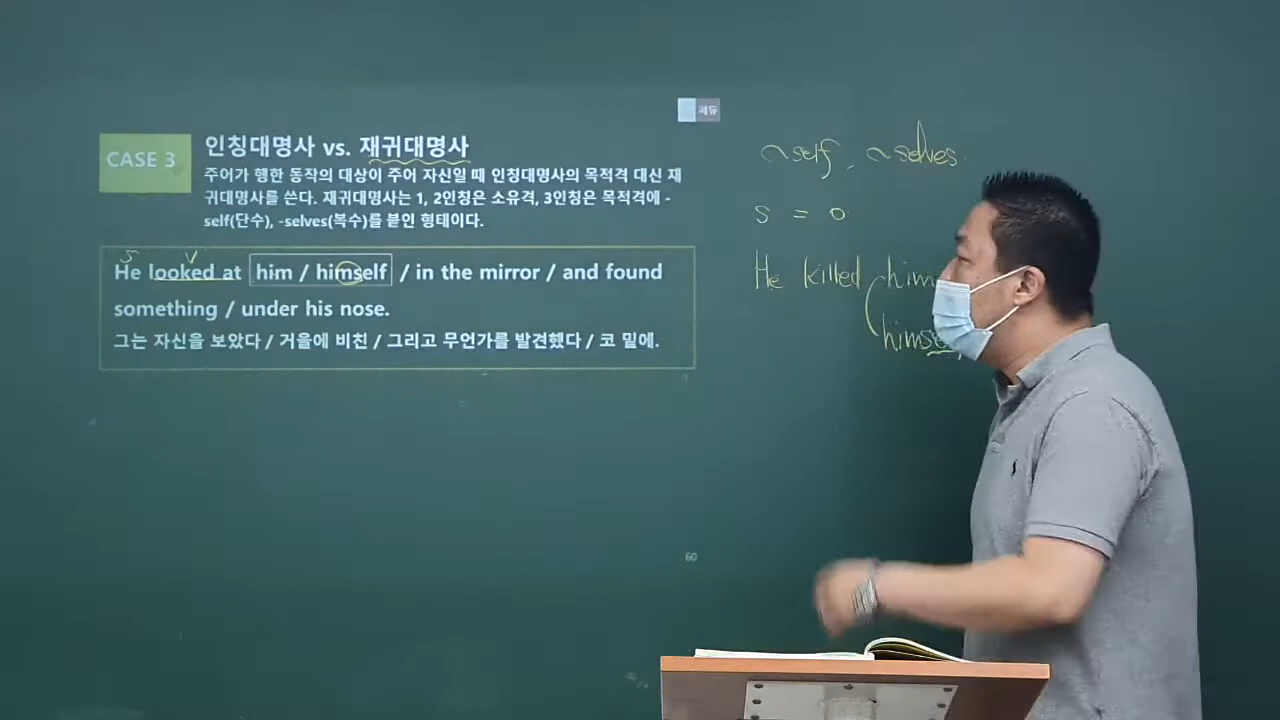 에듀
CASE 3
인칭대명사 vs. 재귀대명사
주어가 행한 동작의 대상이 주어 자신일 때 인칭대명사의 목적격 대신 재
귀대명사를 쓴다. 재귀대명사는 1, 2인칭은 소유격, 3인칭은 목적격에 -
self(단수), -selves(복수)를 붙인 형태이다.
S V
He looked at him / himself / in the mirror / and found
something / under his nose.
그는 자신을 보았다 / 거울에 비친 / 그리고 무언가를 발견했다 / 코 밑에.
60
~self, ~selves.
S = O
He killed him
himse